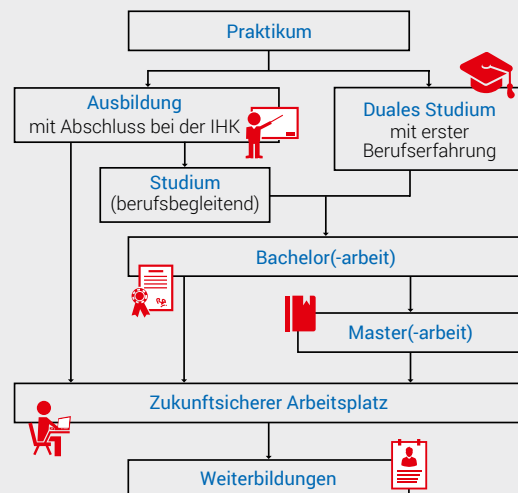 Praktikum
Ausbildung
mit Abschluss bei der IHK
Duales Studium
mit erster
Berufserfahrung
Studium
(berufsbegleitend)
Bachelor(-arbeit)
Master(-arbeit)
Zukunftsicherer Arbeitsplatz
Weiterbildungen